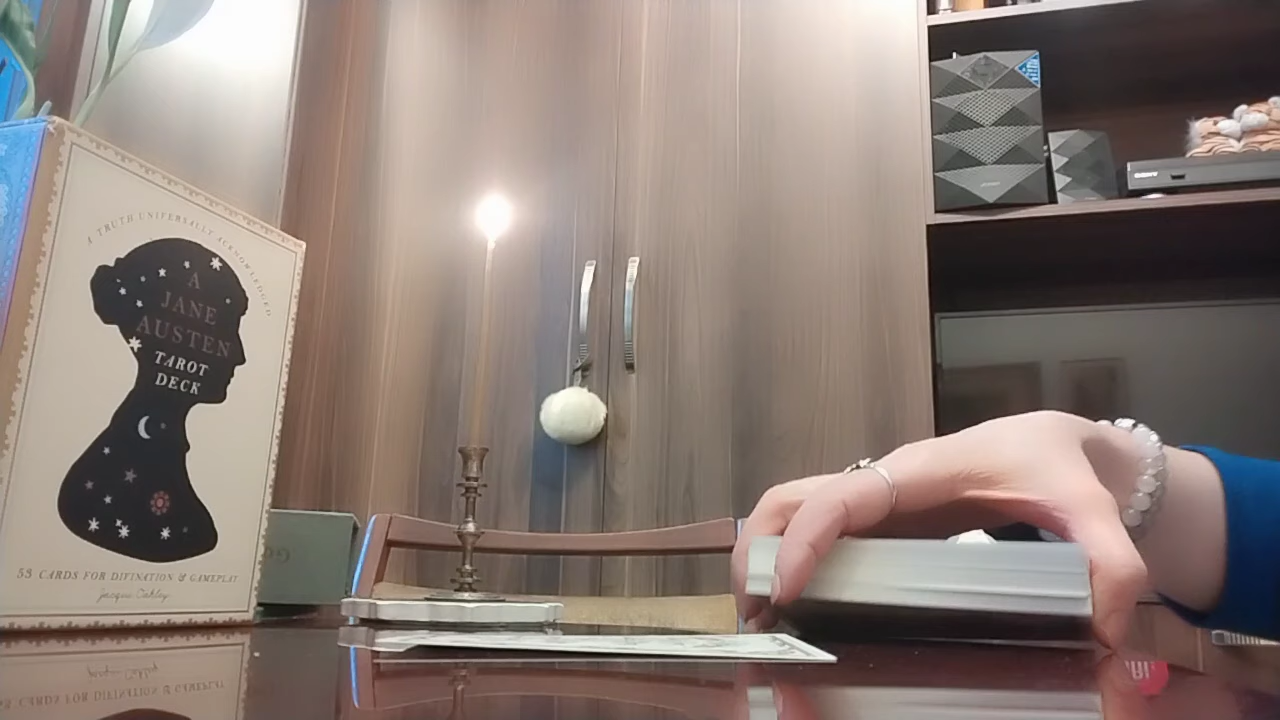 A TRUTH UNIVERSALLY ACKNOWLEDGED
A
JANE
AUSTEN
TAROT
DECK
53 CARDS FOR DIVINATION & GAMEPLAY
Jacqui Oakley